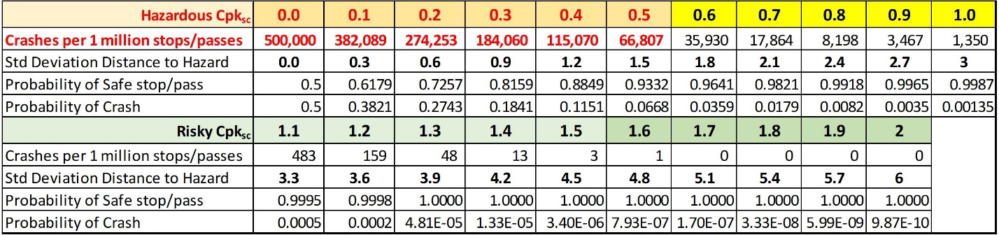 Hazardous Cpksc 0.0 0.1 0.2 0.3 0.4 0.5 0.6 0.7 0.8 0.9 1.0
Crashes per 1 million stops/passes 500,000 382,089 274,253 184,060 115,070 66,807 35,930 17,864 8,198 3,467 1,350
Std Deviation Distance to Hazard 0.0 0.3 0.6 0.9 1.2 1.5 1.8 2.1 2.4 2.7 3
Probability of Safe stop/pass 0.5 0.6179 0.7257 0.8159 0.8849 0.9332 0.9641 0.9821 0.9918 0.9965 0.9987
Probability of Crash 0.5 0.3821 0.2743 0.1841 0.1151 0.0668 0.0359 0.0179 0.0082 0.0035 0.00135
Risky Cpksc 1.1 1.2 1.3 1.4 1.5 1.6 1.7 1.8 1.9 2
Crashes per 1 million stops/passes 483 159 48 13 3 1 0 0 0 0
Std Deviation Distance to Hazard 3.3 3.6 3.9 4.2 4.5 4.8 5.1 5.4 5.7 6
Probability of Safe stop/pass 0.9995 0.9998 1.0000 1.0000 1.0000 1.0000 1.0000 1.0000 1.0000 1.0000
Probability of Crash 0.0005 0.0002 4.81E-05 1.33E-05 3.40E-06 7.93E-07 1.70E-07 3.33E-08 5.99E-09 9.87E-10